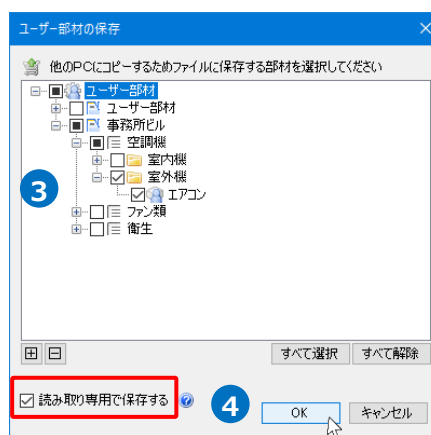 ユーザー部材の保存
他のPCにコピーするためファイルに保存する部材を選択してください
ユーザー部材
ユーザー部材
事務所ビル
空調機
室内機
室外機
エアコン
ファン類
衛生
3
すべて選択 すべて解除
読み取り専用で保存する
4
OK キャンセル